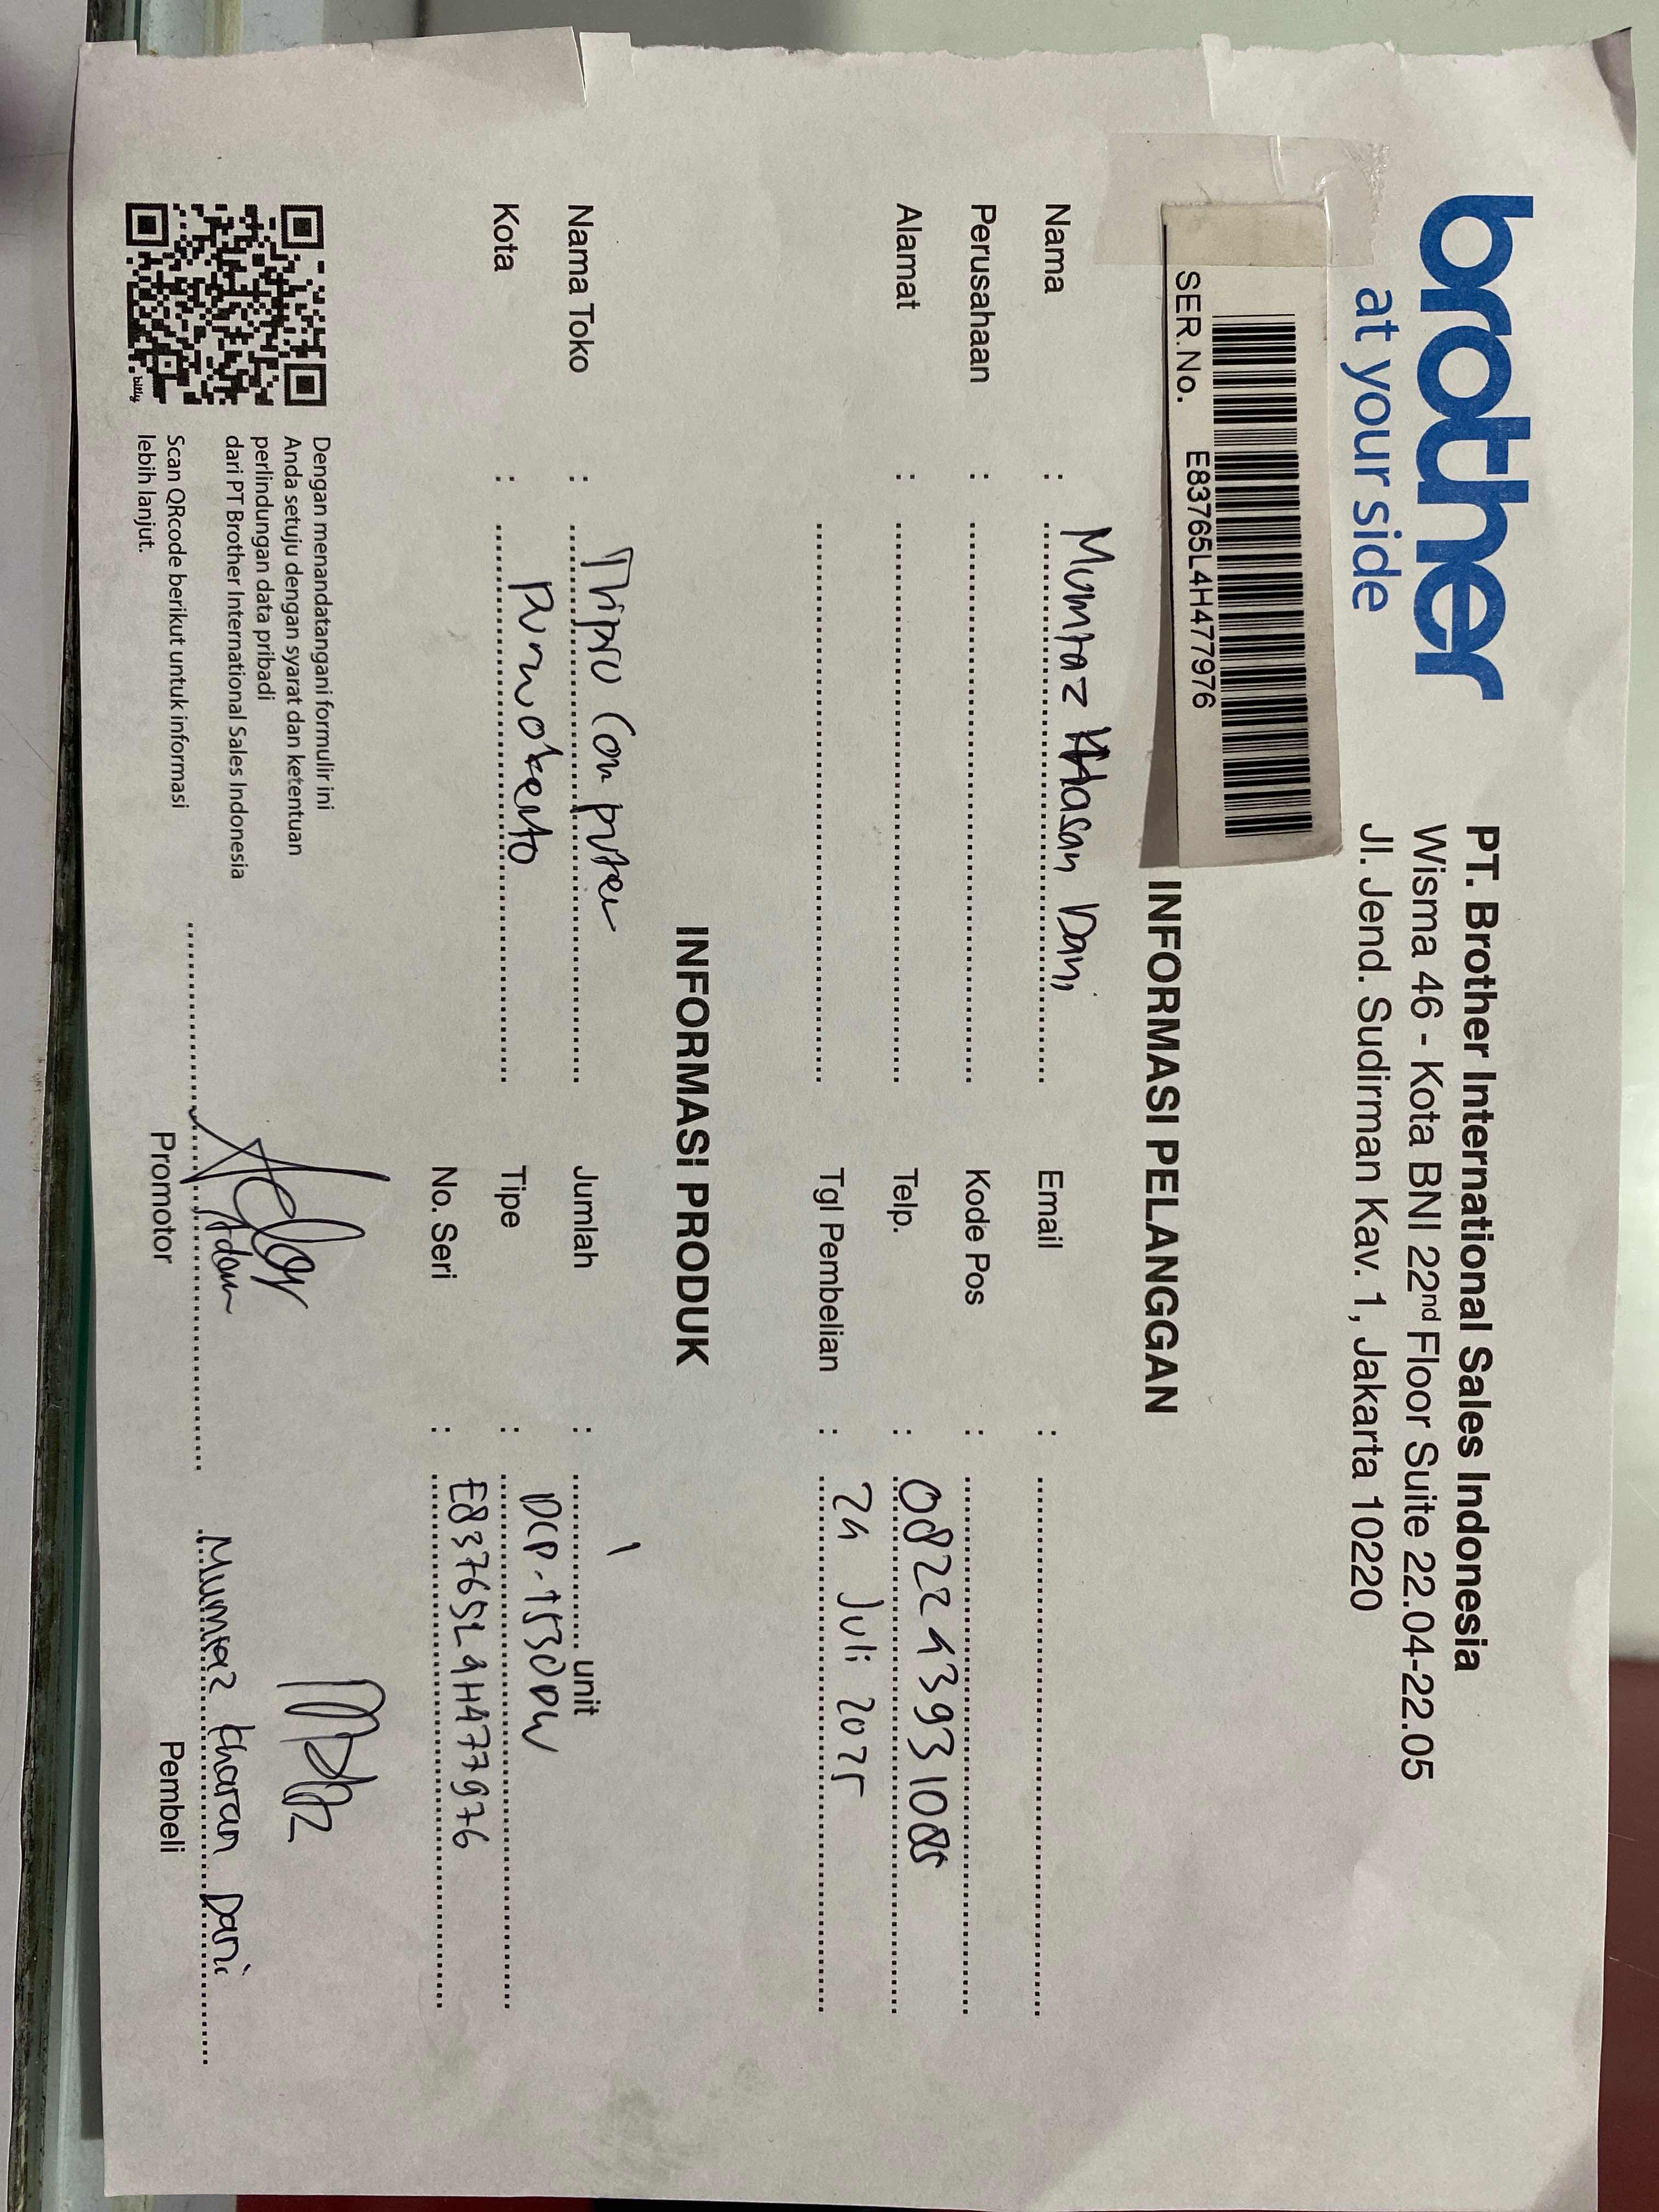 brother
at your side
PT. Brother International Sales Indonesia
Wisma 46 - Kota BNI 22nd Floor Suite 22.04-22.05
Jl. Jend. Sudirman Kav. 1, Jakarta 10220
SER.No. E83765L4H477976
INFORMASI PELANGGAN
Nama : Mumtaz Khasan Dani
Email :
Perusahaan :
Kode Pos :
Alamat :
Telp. : 082243931085
Tgl Pembelian : 24 Juli 2025
INFORMASI PRODUK
Nama Toko : Tripro Computer
Jumlah : 1 unit
Kota : Purwokerto
Tipe : DCP-1530DW
No. Seri : E83765L4H477976
Dengan menandatangani formulir ini
Anda setuju dengan syarat dan ketentuan
perlindungan data pribadi
dari PT Brother International Sales Indonesia
Scan QRcode berikut untuk informasi
lebih lanjut.
bitly
Promotor
Mumtaz Khasan Dani
Pembeli